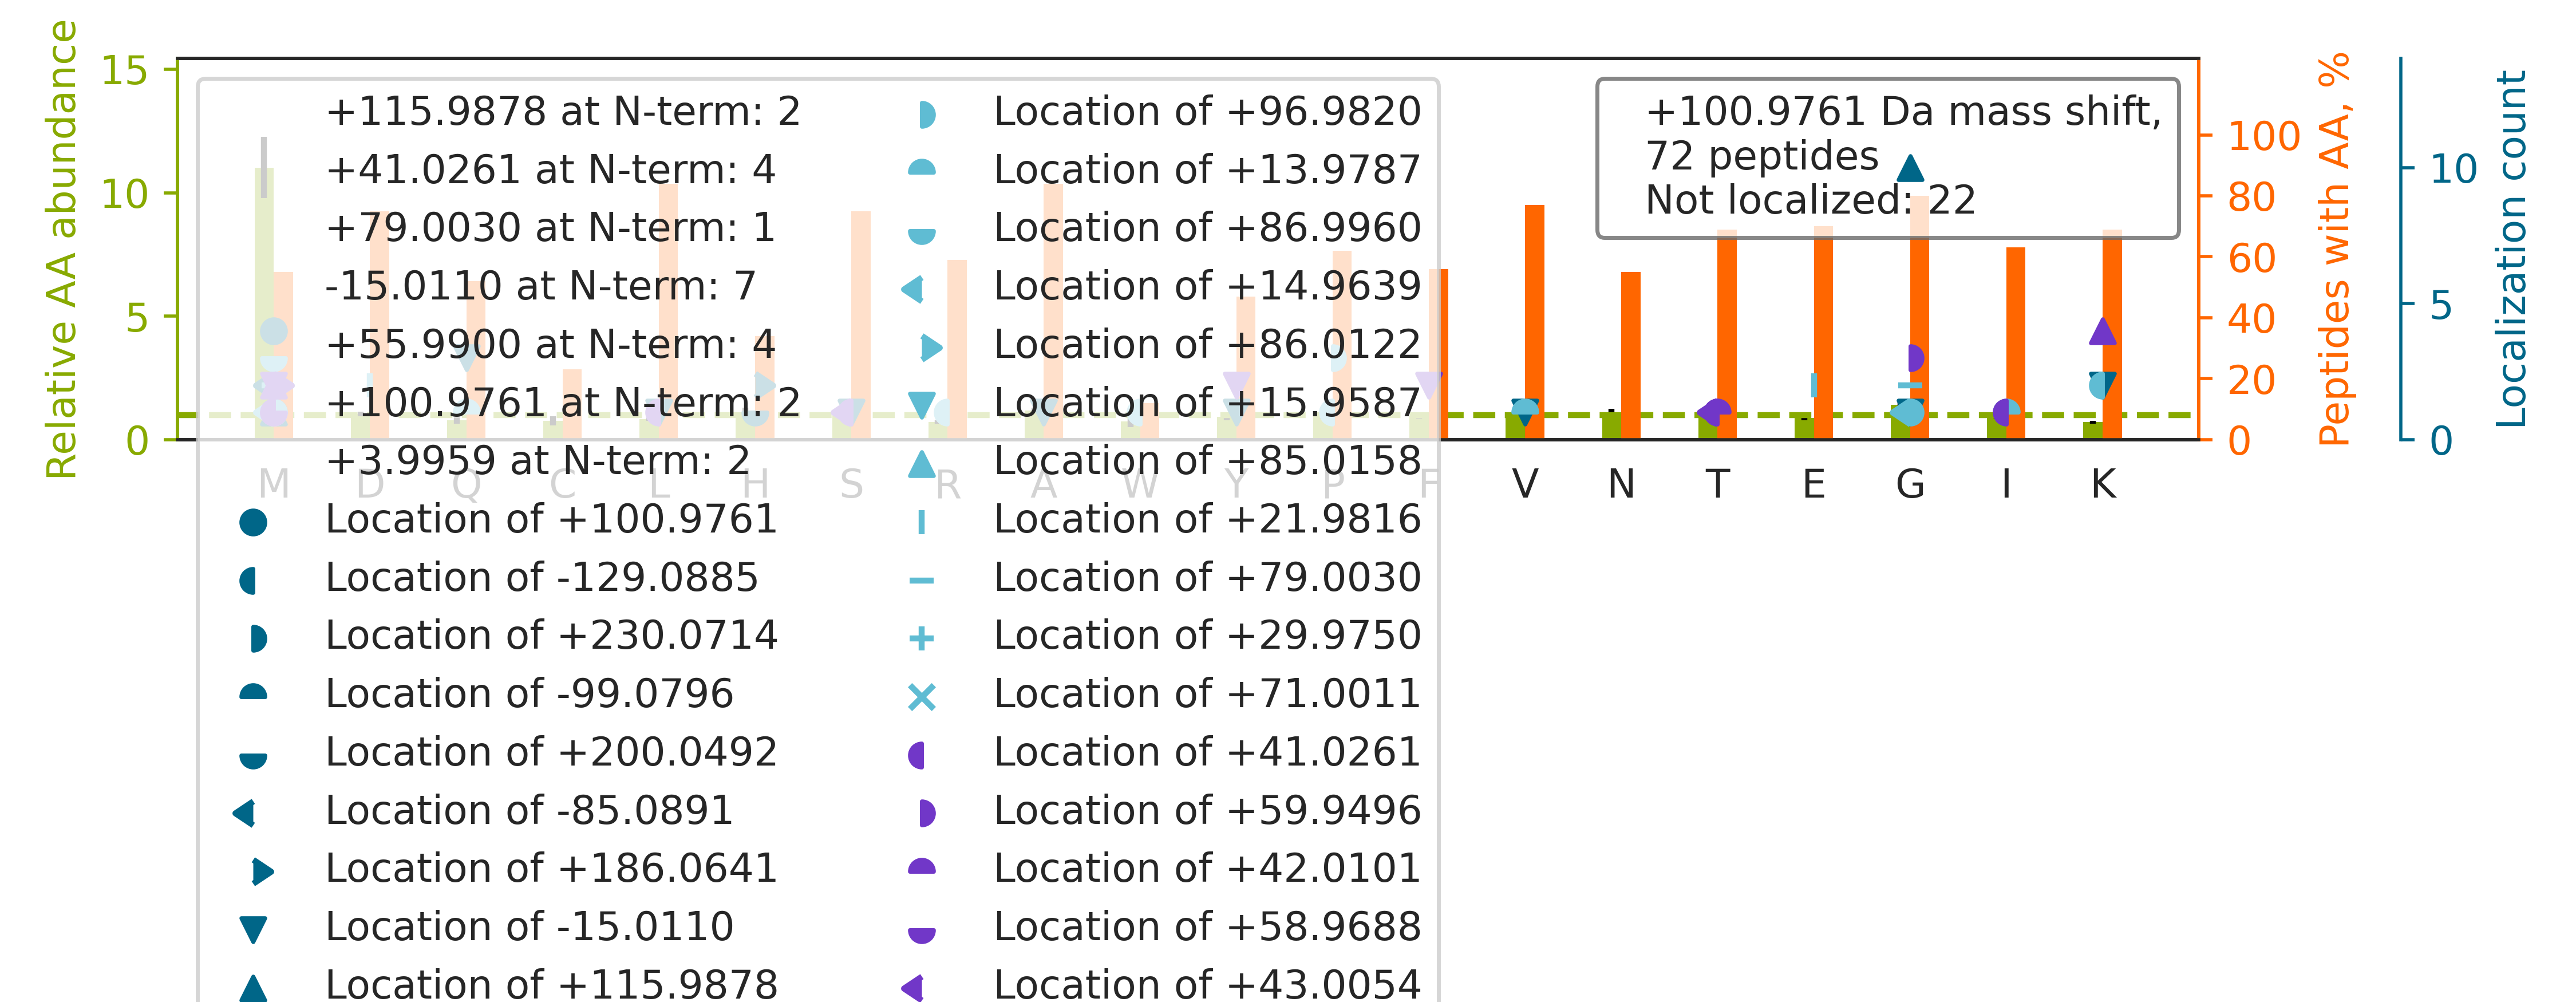 Relative AA abundance
15
10
5
0
+115.9878 at N-term: 2
+41.0261 at N-term: 4
+79.0030 at N-term: 1
-15.0110 at N-term: 7
+55.9900 at N-term: 4
+100.9761 at N-term: 2
+3.9959 at N-term: 2
Location of +100.9761
Location of -129.0885
Location of +230.0714
Location of -99.0796
Location of +200.0492
Location of -85.0891
Location of +186.0641
Location of -15.0110
Location of +115.9878
Location of +96.9820
Location of +13.9787
Location of +86.9960
Location of +14.9639
Location of +86.0122
Location of +15.9587
Location of +85.0158
Location of +21.9816
Location of +79.0030
Location of +29.9750
Location of +71.0011
Location of +41.0261
Location of +59.9496
Location of +42.0101
Location of +58.9688
Location of +43.0054
+100.9761 Da mass shift,
72 peptides
Not localized: 22
M D Q C L H S R A W Y P F V N T E G I K
100
80
60
40
20
0
Peptides with AA, %
10
5
0
Localization count